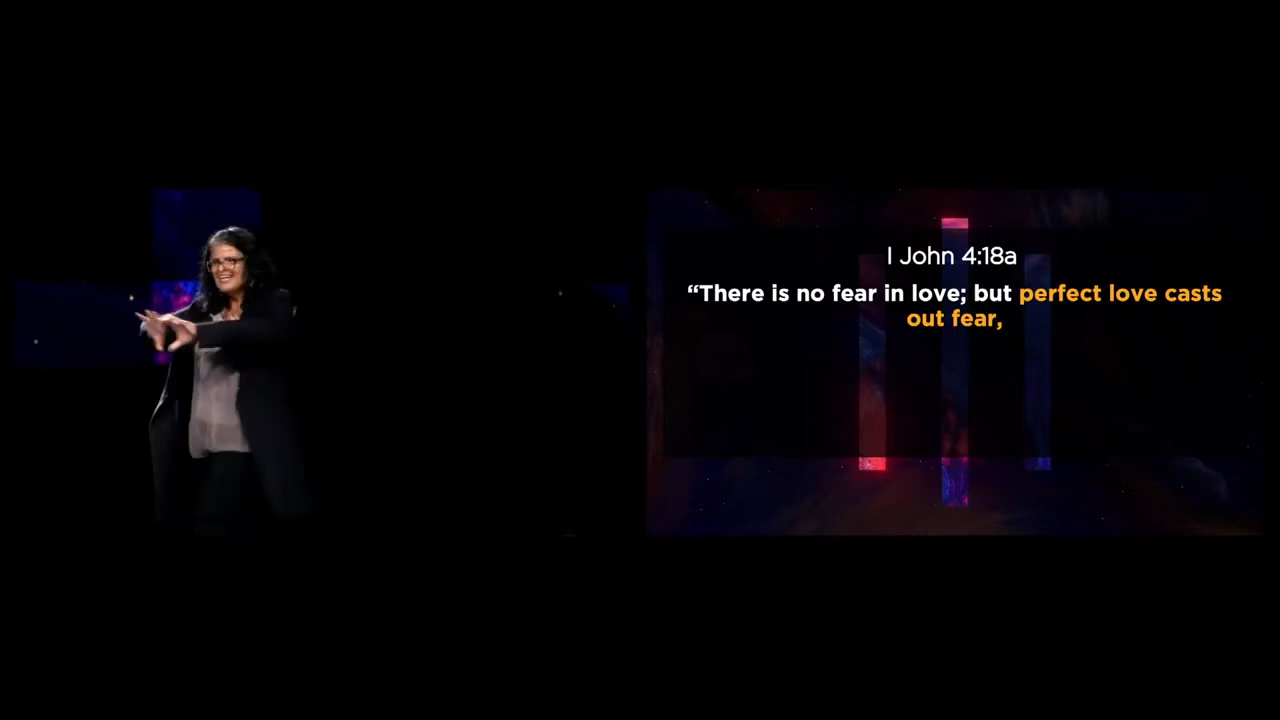 I John 4:18a
“There is no fear in love; but perfect love casts
out fear,